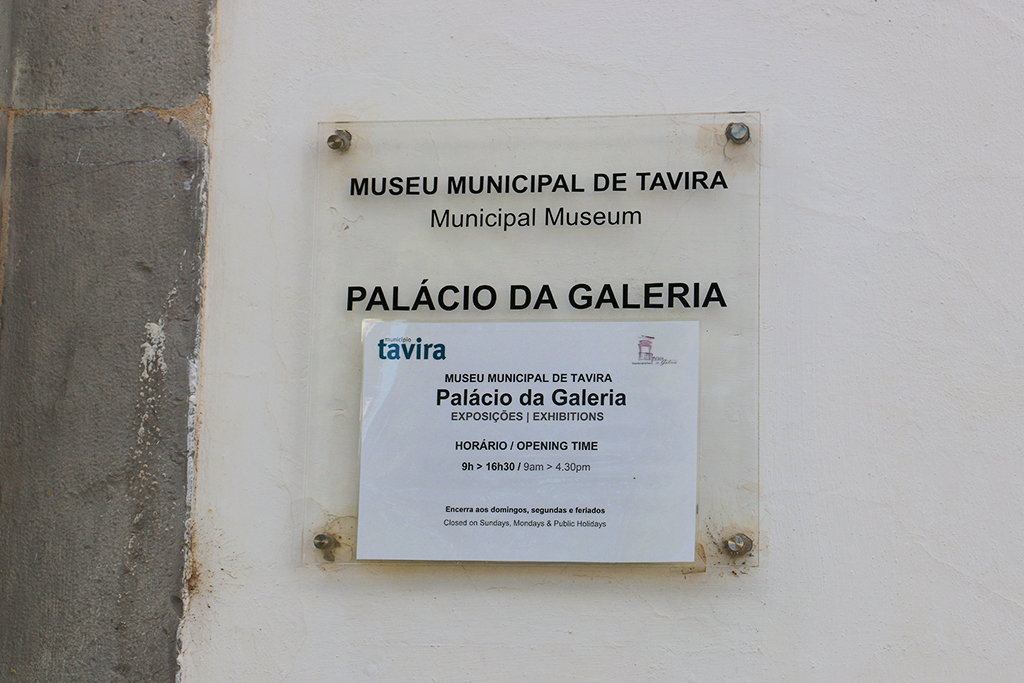 MUSEU MUNICIPAL DE TAVIRA
Municipal Museum
PALÁCIO DA GALERIA
município
tavira
MUSEU MUNICIPAL DE TAVIRA
Palácio da Galeria
EXPOSIÇÕES | EXHIBITIONS
HORÁRIO / OPENING TIME
9h > 16h30 / 9am > 4.30pm
Encerra aos domingos, segundas e feriados
Closed on Sundays, Mondays & Public Holidays